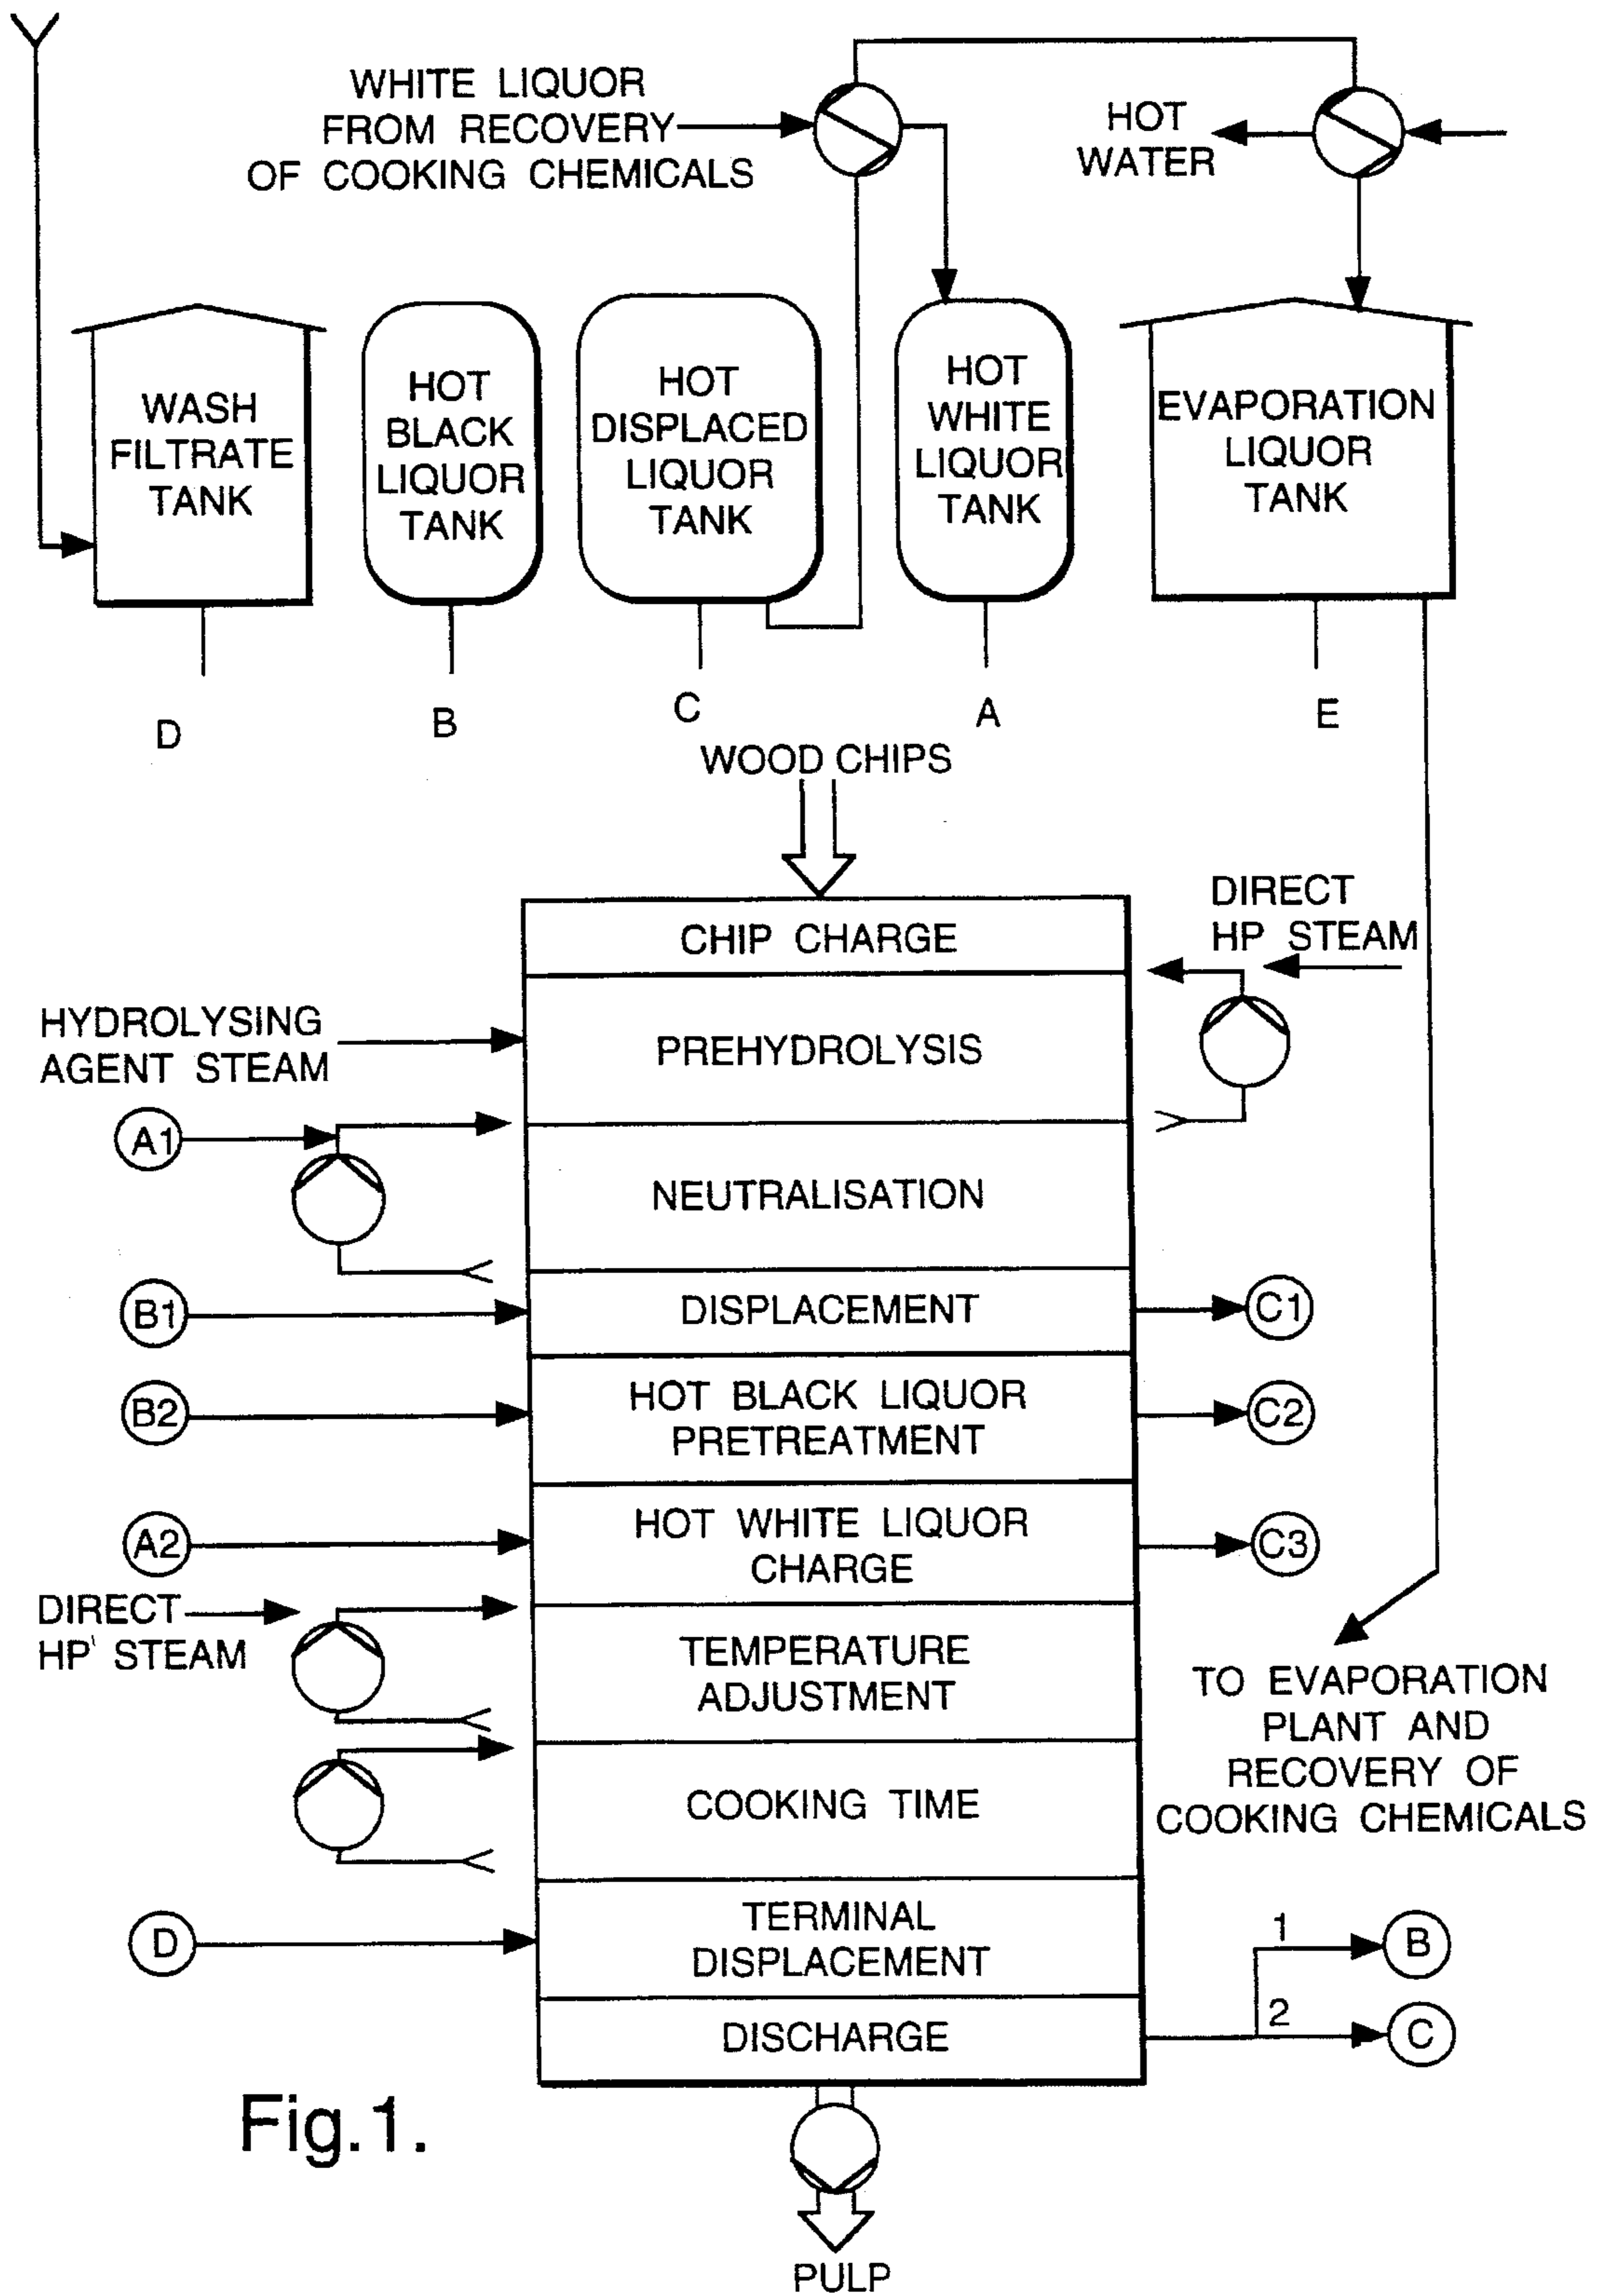 WHITE LIQUOR
FROM RECOVERY
OF COOKING CHEMICALS
HOT
WATER
WASH
FILTRATE
TANK
HOT
BLACK
LIQUOR
TANK
HOT
DISPLACED
LIQUOR
TANK
HOT
WHITE
LIQUOR
TANK
EVAPORATION
LIQUOR
TANK
D
B
C
A
E
WOOD CHIPS
CHIP CHARGE
DIRECT
HP STEAM
HYDROLYSING
AGENT STEAM
PREHYDROLYSIS
A1
NEUTRALISATION
B1
DISPLACEMENT
C1
B2
HOT BLACK LIQUOR
PRETREATMENT
C2
A2
HOT WHITE LIQUOR
CHARGE
C3
DIRECT
HP STEAM
TEMPERATURE
ADJUSTMENT
TO EVAPORATION
PLANT AND
RECOVERY OF
COOKING CHEMICALS
COOKING TIME
D
TERMINAL
DISPLACEMENT
1
B
DISCHARGE
2
C
Fig.1.
PULP